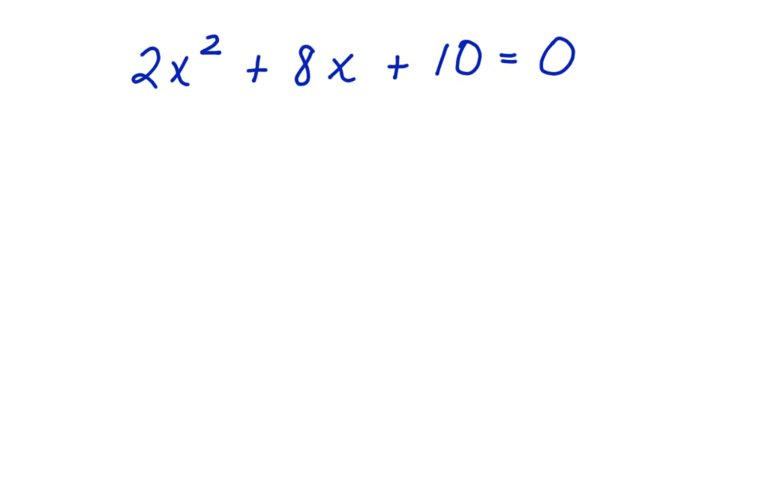 2x² + 8x + 10 = 0